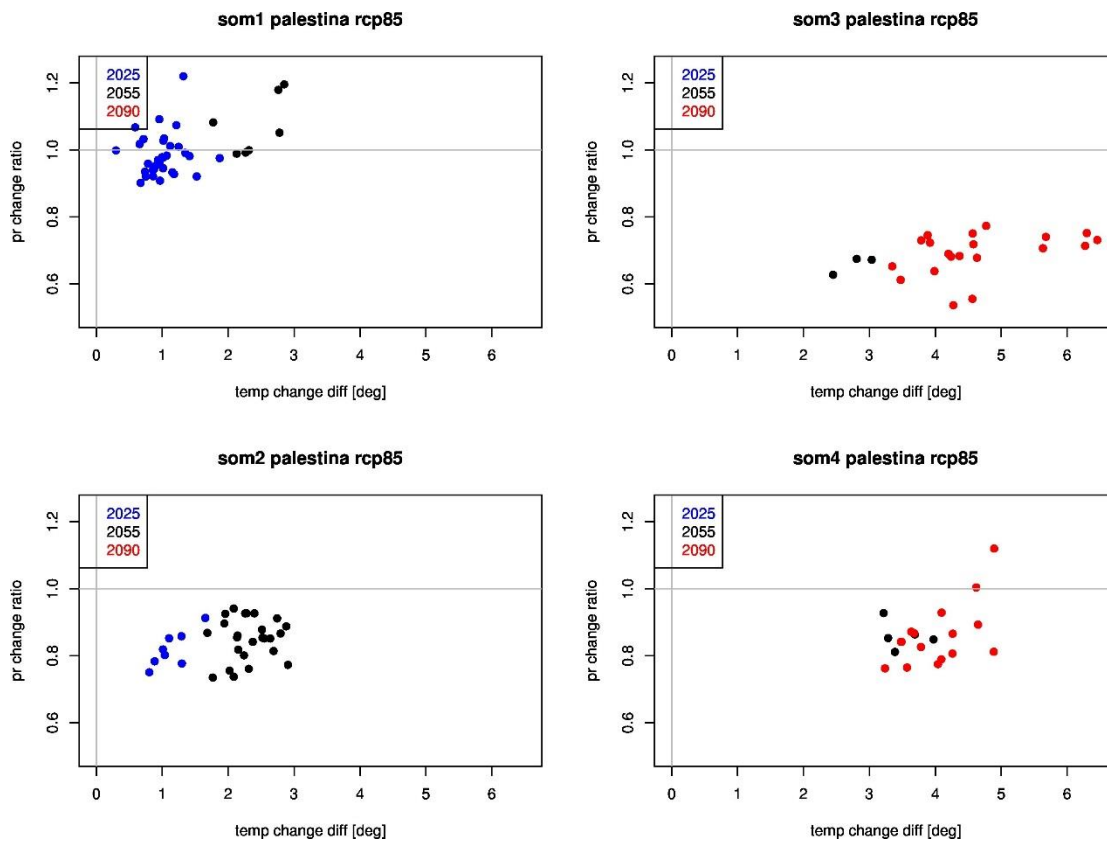 som1 palestina rcp85
2025
2055
2090
pr change ratio
1.2
1.0
0.8
0.6
0 1 2 3 4 5 6
temp change diff [deg]
som3 palestina rcp85
2025
2055
2090
pr change ratio
1.2
1.0
0.8
0.6
0 1 2 3 4 5 6
temp change diff [deg]
som2 palestina rcp85
2025
2055
2090
pr change ratio
1.2
1.0
0.8
0.6
0 1 2 3 4 5 6
temp change diff [deg]
som4 palestina rcp85
2025
2055
2090
pr change ratio
1.2
1.0
0.8
0.6
0 1 2 3 4 5 6
temp change diff [deg]